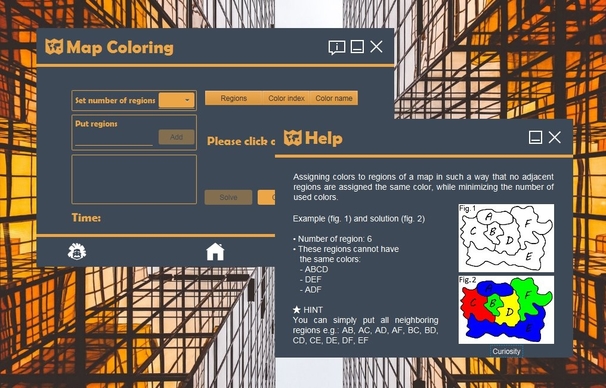 Map Coloring
Set number of regions
Regions Color index Color name
Put regions
Add
Please click
Solve
Time:
Help
Assigning colors to regions of a map in such a way that no adjacent
regions are assigned the same color, while minimizing the number of
used colors.
Example (fig. 1) and solution (fig. 2)
• Number of region: 6
• These regions cannot have
the same colors:
- ABCD
- DEF
- ADF
★ HINT
You can simply put all neighboring
regions e.g.: AB, AC, AD, AF, BC, BD,
CD, CE, DE, DF, EF
Fig. 1
A
F
C
B
D
E
Fig. 2
A
F
C
B
D
E
Curiosity